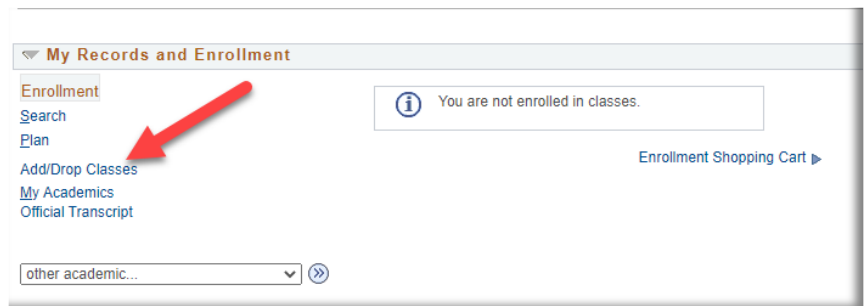 My Records and Enrollment
Enrollment
Search
Plan
Add/Drop Classes
My Academics
Official Transcript
You are not enrolled in classes.
Enrollment Shopping Cart
other academic...